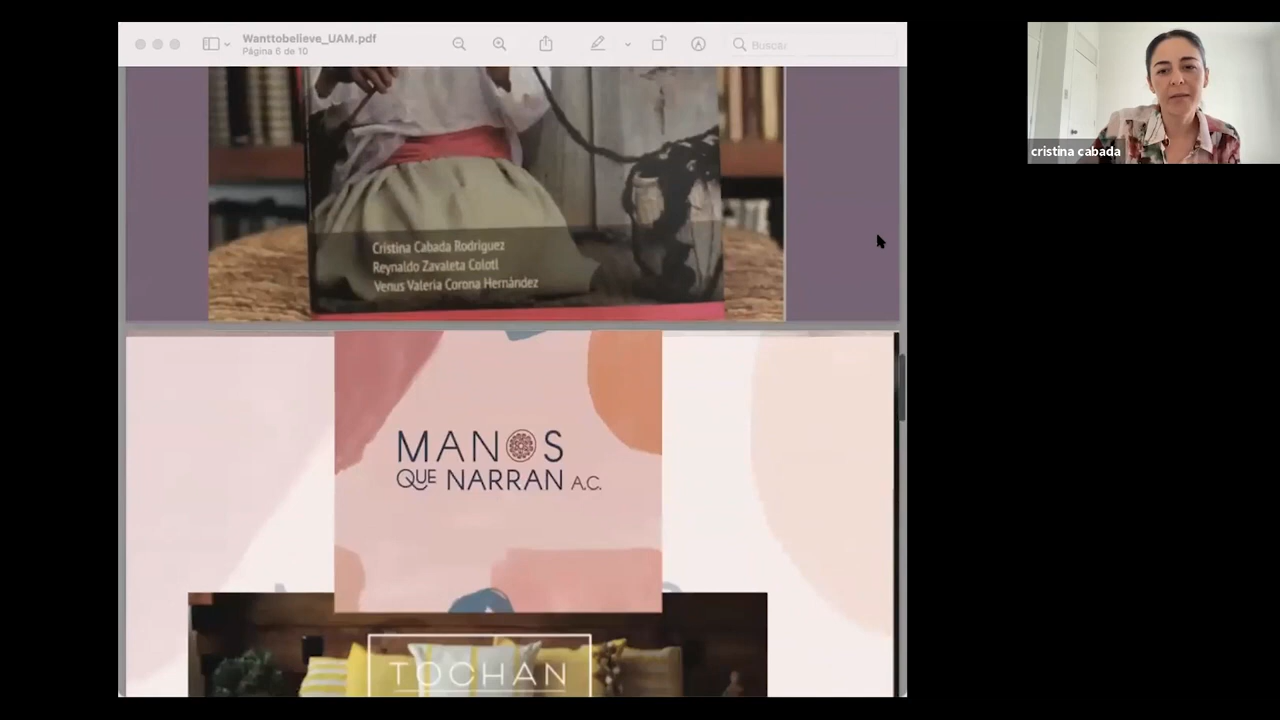 Wanttobelieve_UAM.pdf
Página 6 de 10
Buscar
cristina cabada
Cristina Cabada Rodríguez
Reynaldo Zavaleta Colotl
Venus Valeria Corona Hernández
MANOS
QUE NARRAN A.C.
TOCHAN